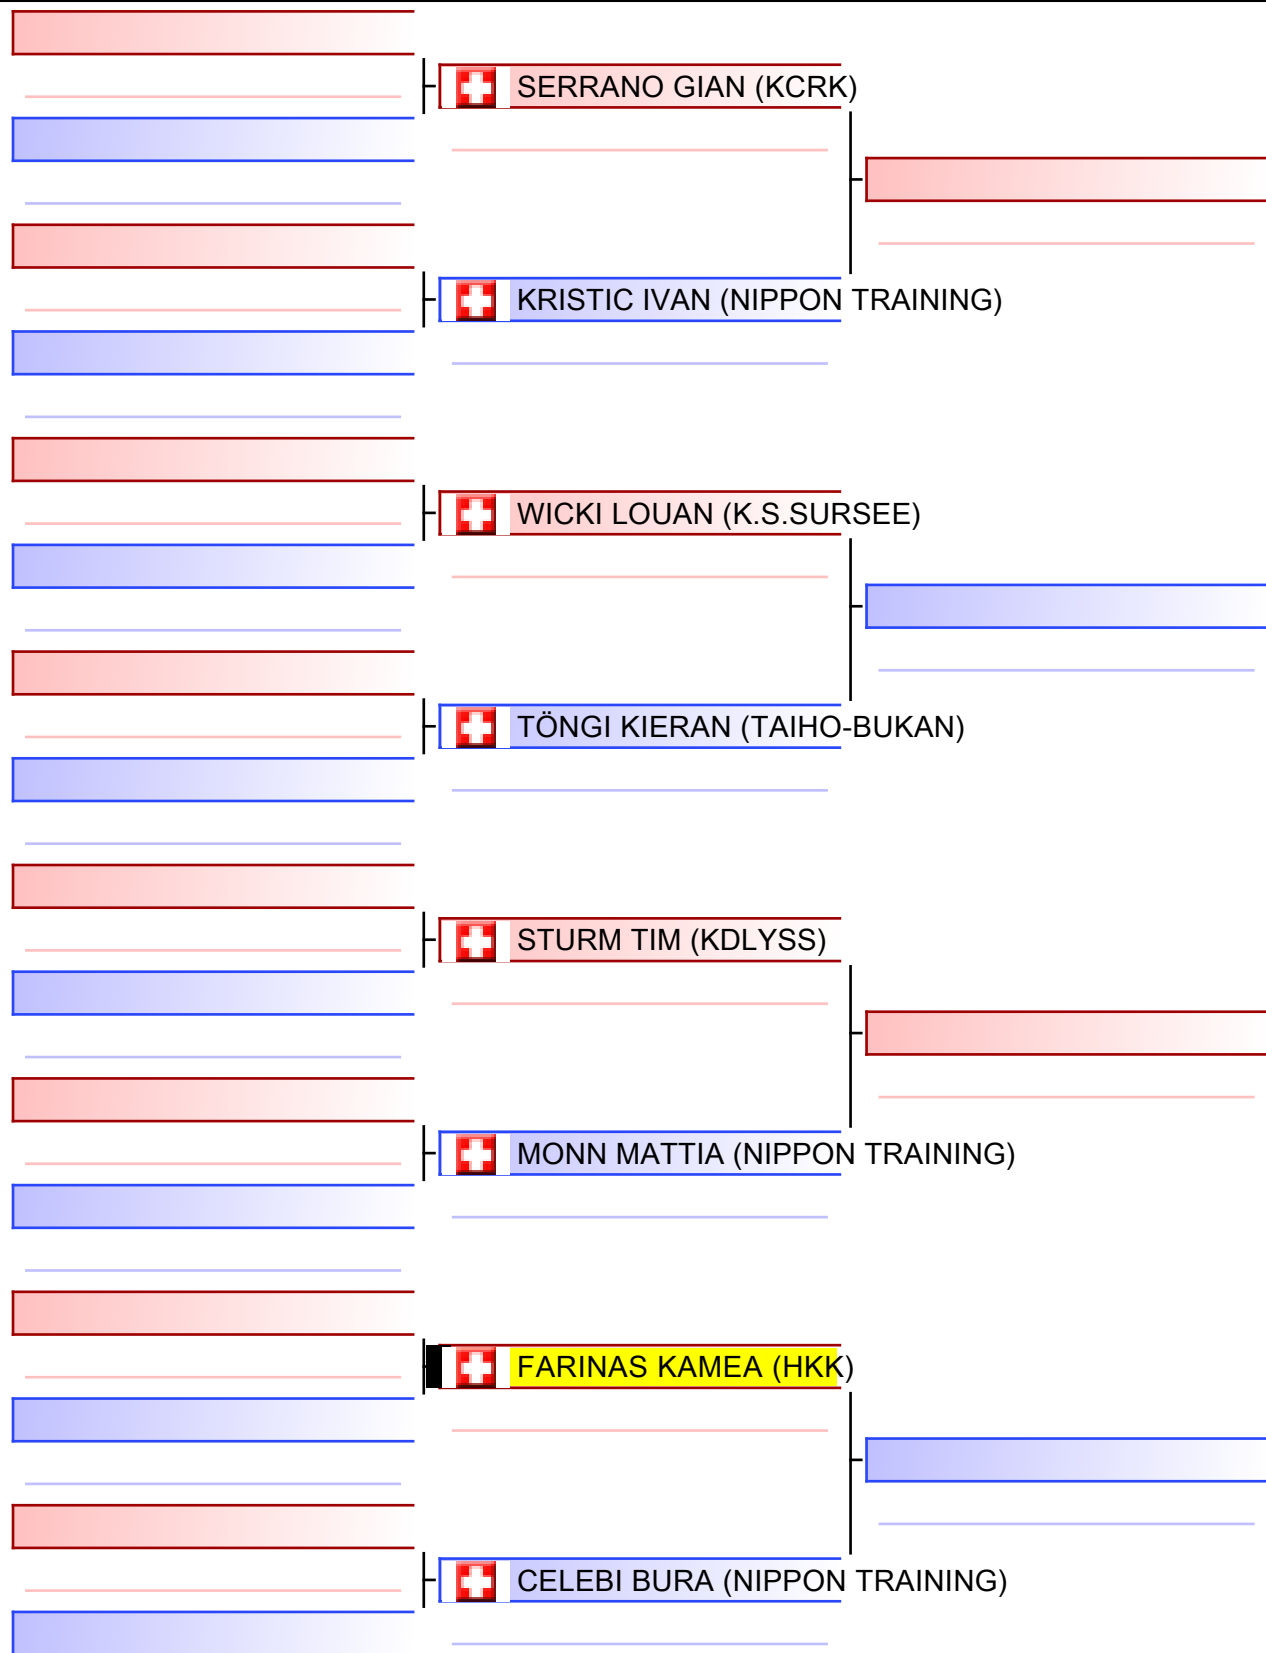 SERRANO GIAN (KCRK)
KRISTIC IVAN (NIPPON TRAINING)
WICKI LOUAN (K.S.SURSEE)
TÖNGI KIERAN (TAIHO-BUKAN)
STURM TIM (KDLYSS)
MONN MATTIA (NIPPON TRAINING)
FARINAS KAMEA (HKK)
CELEBI BURA (NIPPON TRAINING)